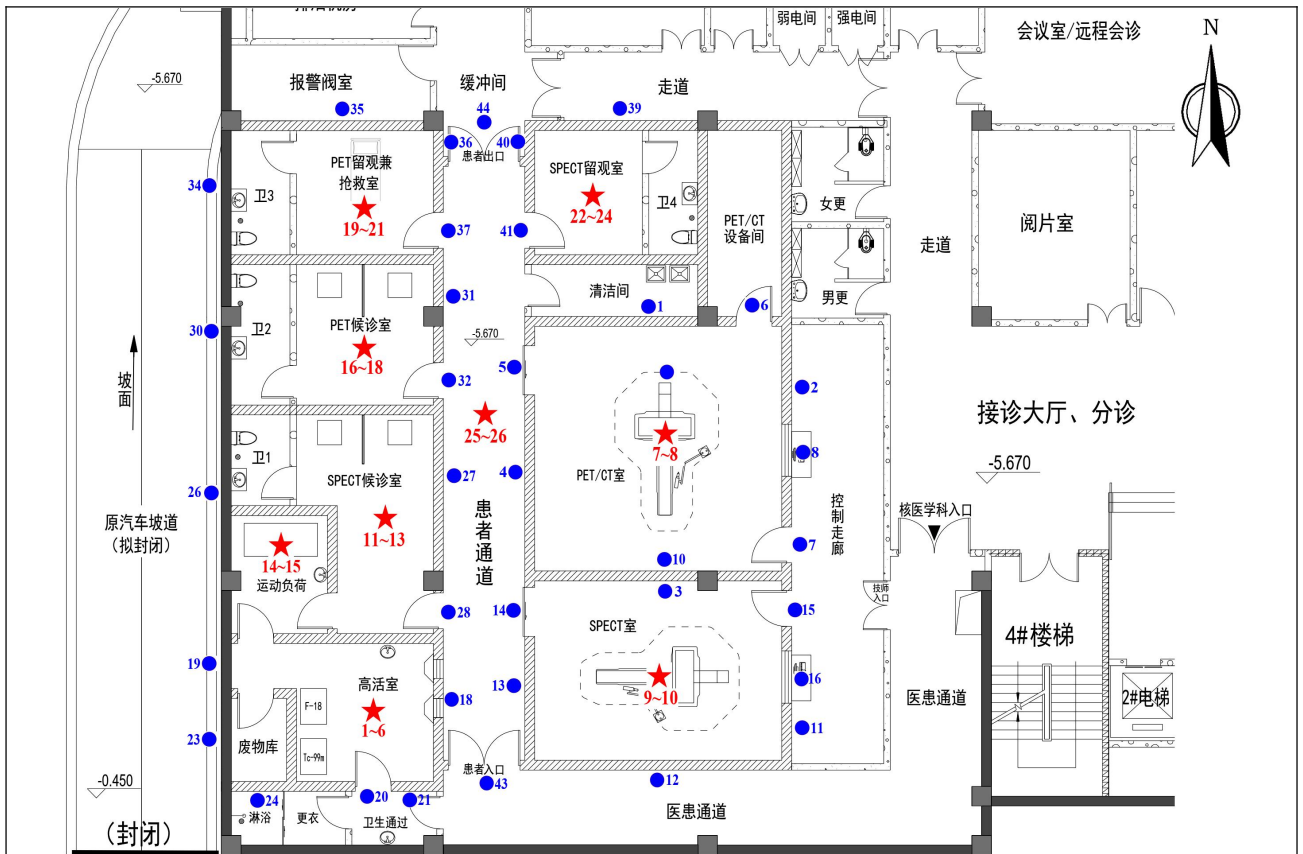 弱电间
强电间
会议室/远程会诊
N
-5.670
报警阀室
缓冲间
走道
35
44
39
36
患者出口
40
PET留观兼
抢救室
SPECT留观室
34
卫3
19~21
22~24
卫4
PET/CT
设备间
女更
37
41
走道
阅片室
31
清洁间
1
6
男更
30
卫2
PET候诊室
-5.670
16~18
5
坡面
32
2
25~26
7~8
接诊大厅、分诊
卫1
SPECT候诊室
27
4
PET/CT室
8
-5.670
26
患者通道
控制走廊
原汽车坡道
(拟封闭)
11~13
核医学科入口
14~15
运动负荷
10
7
3
技师
入口
28
14
SPECT室
15
4#楼梯
19
高活室
13
16
9~10
F-18
18
医患通道
2#电梯
1~6
11
23
废物库
Tc-99m
患者入口
12
-0.450
43
24
20
21
淋浴
更衣
卫生通过
医患通道
(封闭)